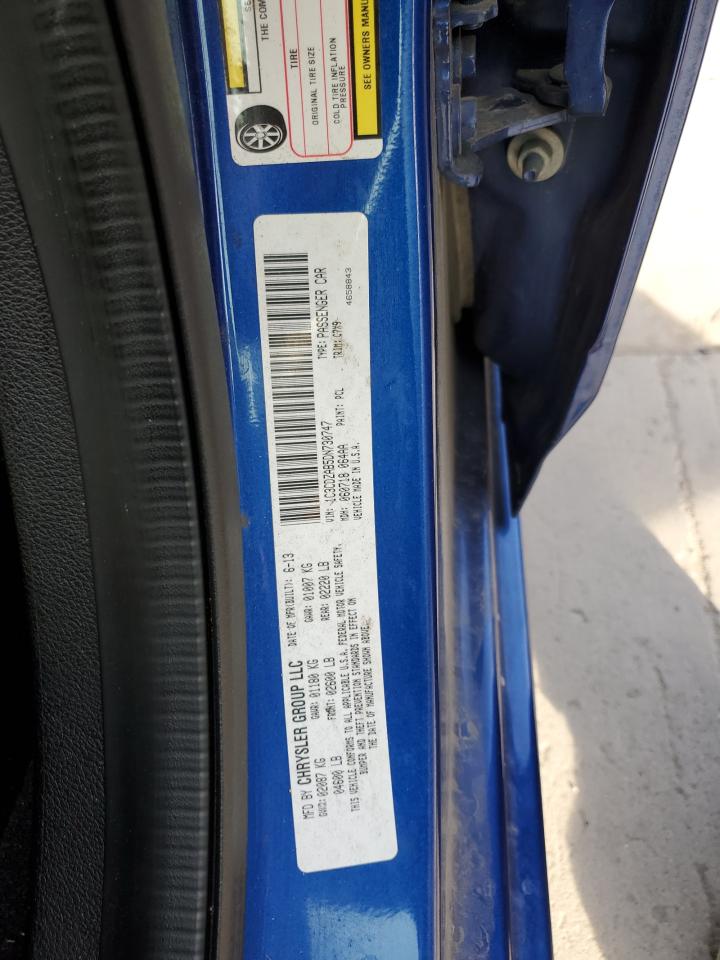 THE COM
TIRE
ORIGINAL TIRE SIZE
COLD TIRE INFLATION
PRESSURE
SEE OWNERS MANU
MFD BY CHRYSLER GROUP LLC DATE OF MFR(BUILT): 6-13
GVWR: 02087 KG GAWR: 01180 KG GAWR: 01007 KG
04600 LB FRONT: 02600 LB REAR: 02220 LB
THIS VEHICLE CONFORMS TO ALL APPLICABLE U.S.A. FEDERAL MOTOR VEHICLE SAFETY,
BUMPER AND THEFT PREVENTION STANDARDS IN EFFECT ON
THE DATE OF MANUFACTURE SHOWN ABOVE.
VIN: 1C3CDZAB5DN730747 TYPE: PASSENGER CAR
MDH: 060718 064AA PAINT: PCL TRIM: C7X9
VEHICLE MADE IN U.S.A. 4658843